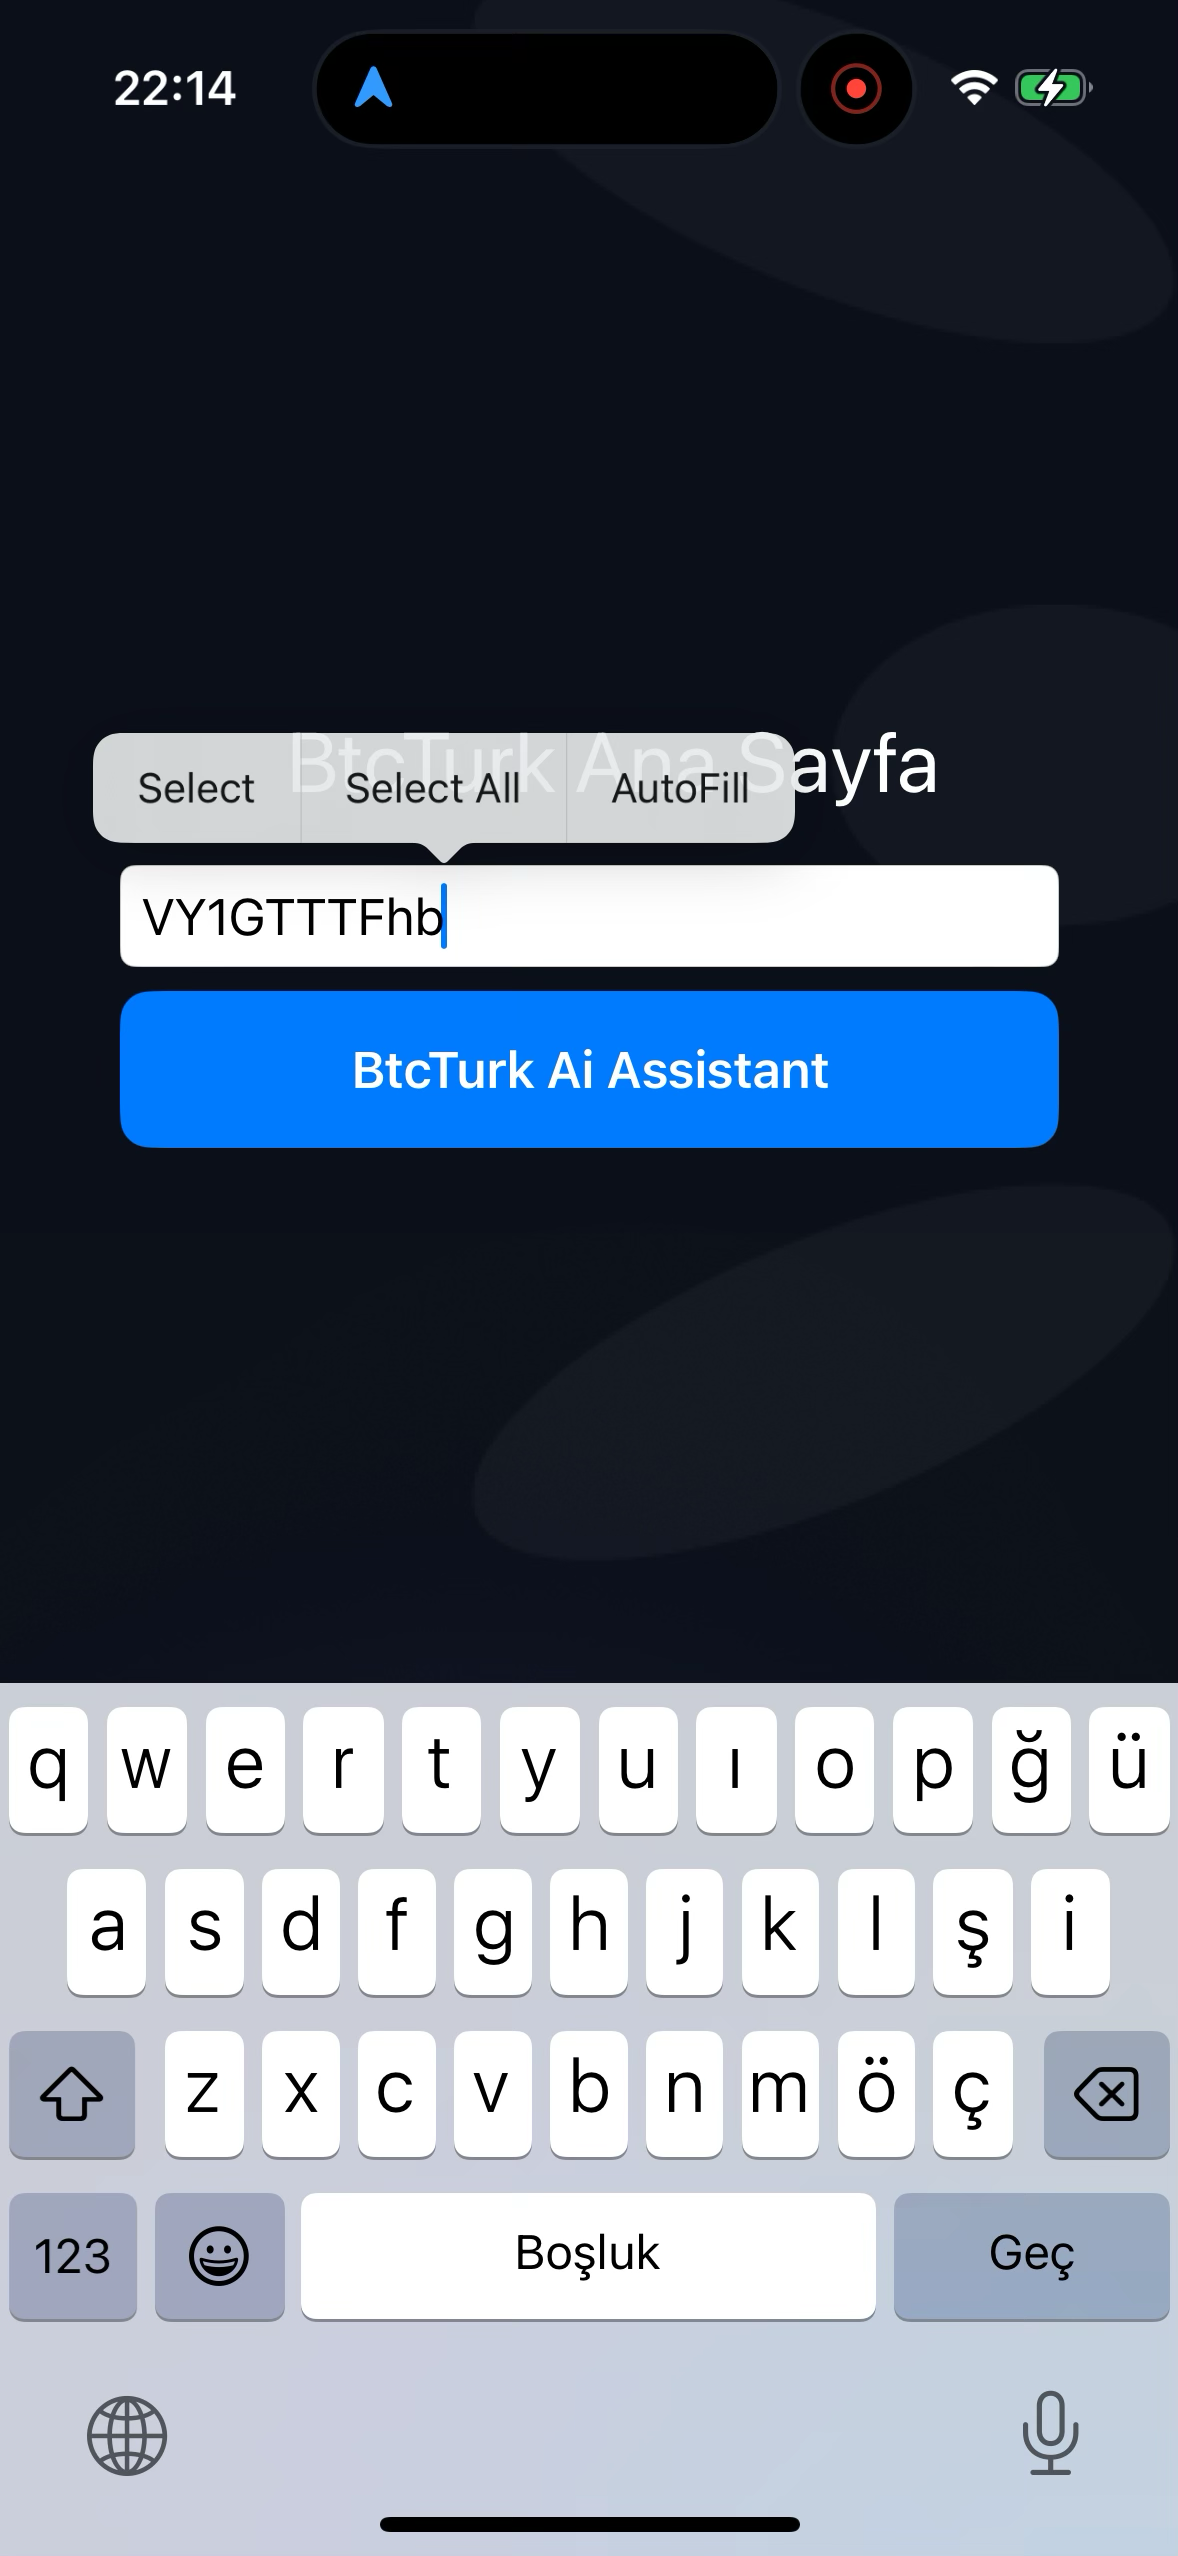 22:14
BtcTurk Ana Sayfa
Select Select All AutoFill
VY1GTTTFhb
BtcTurk Ai Assistant
q w e r t y u ı o p ğ ü
a s d f g h j k l ş i
z x c v b n m ö ç
123 Boşluk Geç